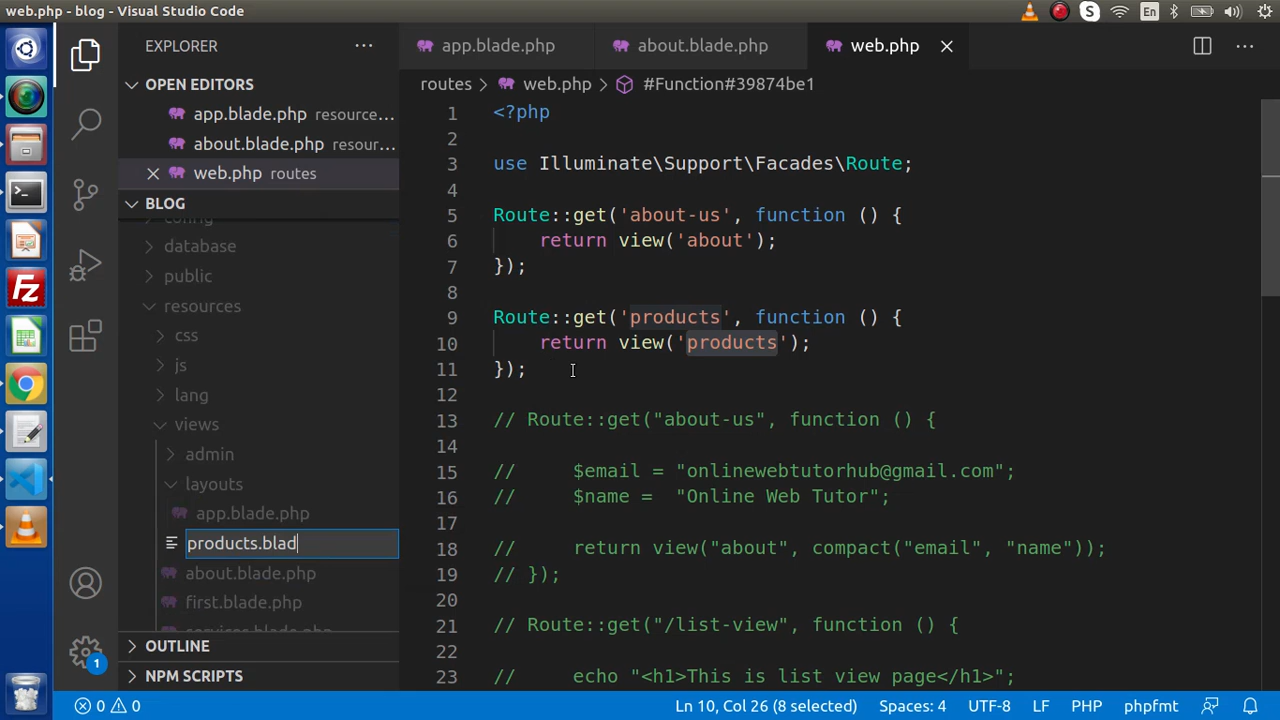 web.php - blog - Visual Studio Code
En
EXPLORER
OPEN EDITORS
app.blade.php resource...
about.blade.php resour...
web.php routes
BLOG
config
database
public
resources
css
js
lang
views
admin
layouts
app.blade.php
products.blad
about.blade.php
first.blade.php
services.blade.php
OUTLINE
NPM SCRIPTS
1
app.blade.php
about.blade.php
web.php
routes > web.php > #Function#39874be1
1 <?php
2
3 use Illuminate\Support\Facades\Route;
4
5 Route::get('about-us', function () {
6 return view('about');
7 });
8
9 Route::get('products', function () {
10 return view('products');
11 });
12
13 // Route::get("about-us", function () {
14
15 // $email = "onlinewebtutorhub@gmail.com";
16 // $name = "Online Web Tutor";
17
18 // return view("about", compact("email", "name"));
19 // });
20
21 // Route::get("/list-view", function () {
22
23 // echo "<h1>This is list view page</h1>";
0 0 Ln 10, Col 26 (8 selected) Spaces: 4 UTF-8 LF PHP phpfmt